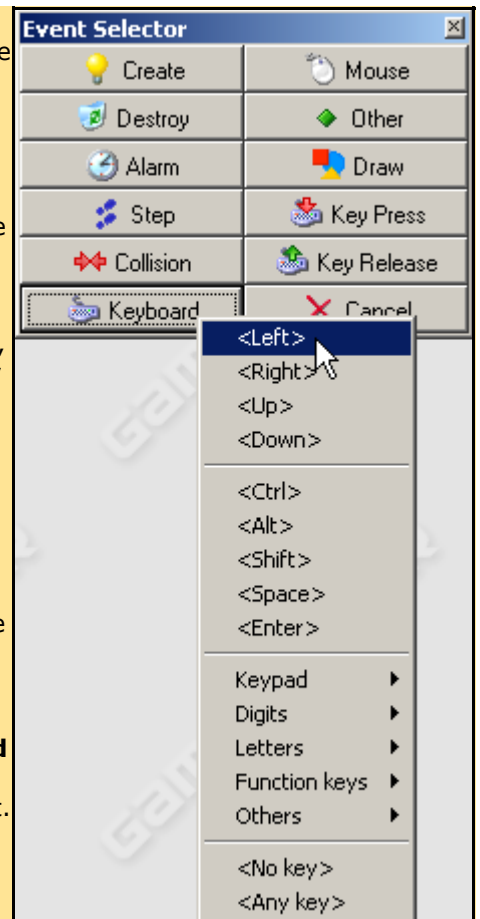 Event Selector
Create Mouse
Destroy Other
Alarm Draw
Step Key Press
Collision Key Release
Keyboard Cancel
<Left>
<Right>
<Up>
<Down>
<Ctrl>
<Alt>
<Shift>
<Space>
<Enter>
Keypad
Digits
Letters
Function keys
Others
<No key>
<Any key>